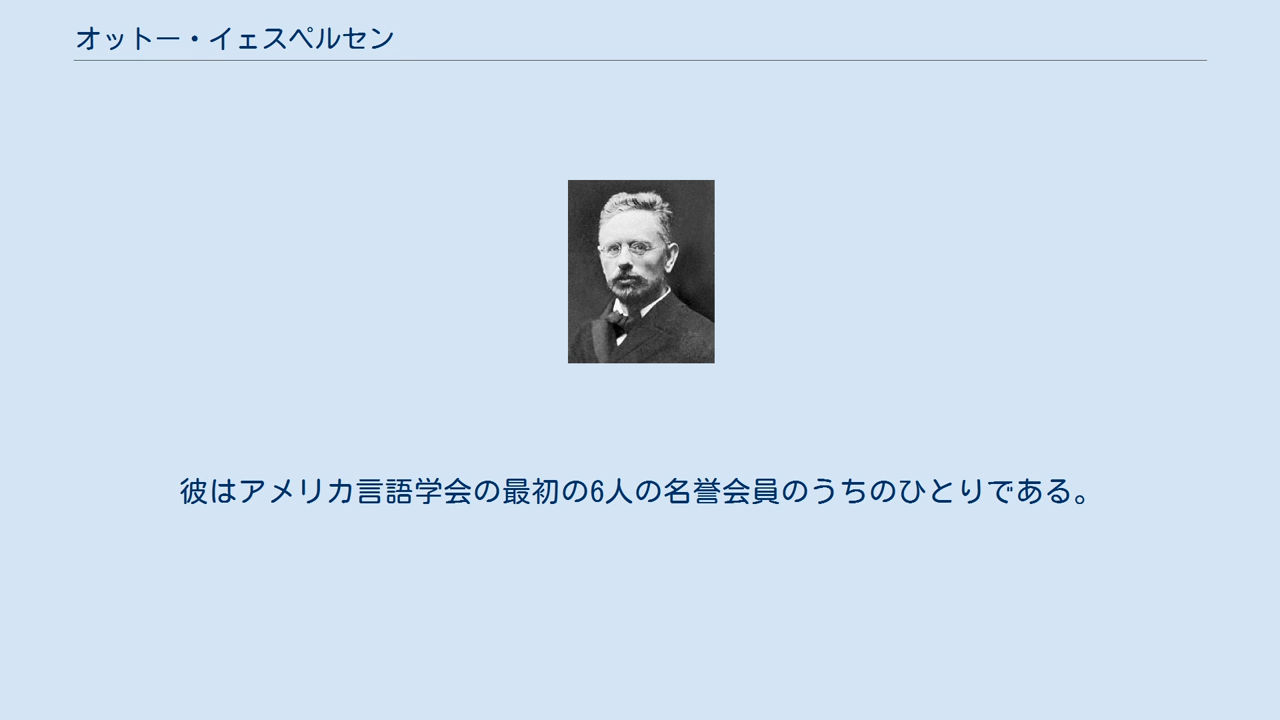 オットー・イェスペルセン
彼はアメリカ言語学会の最初の6人の名誉会員のうちのひとりである。